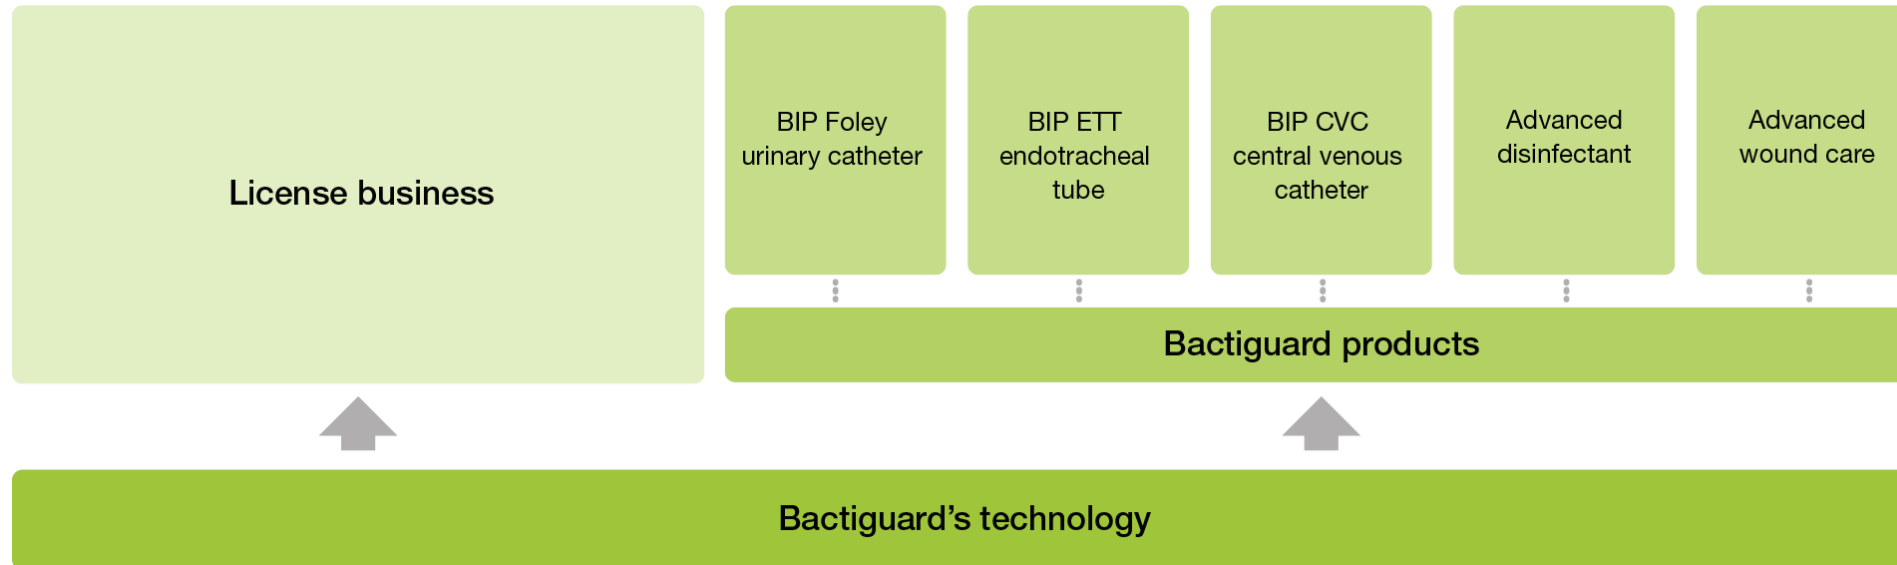 License business
BIP Foley
urinary catheter
BIP ETT
endotracheal
tube
BIP CVC
central venous
catheter
Advanced
disinfectant
Advanced
wound care
Bactiguard products
Bactiguard’s technology